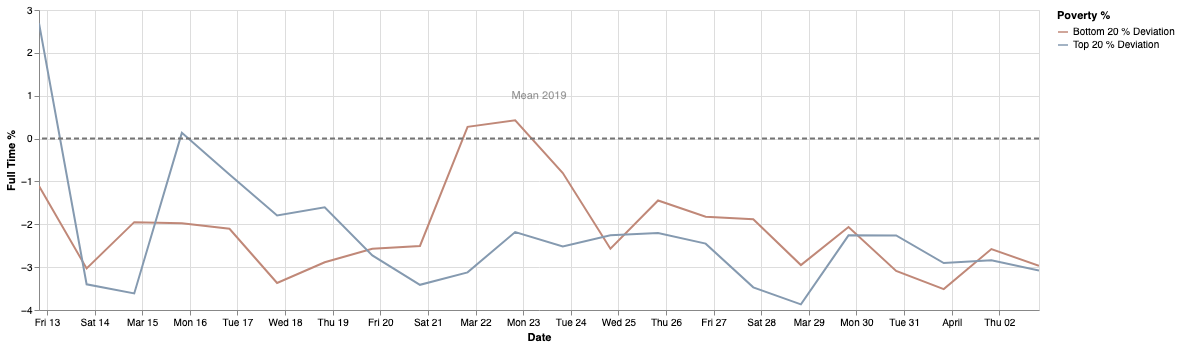 Poverty %
Bottom 20 % Deviation
Top 20 % Deviation
Full Time %
3
2
1
0
−1
−2
−3
−4
Mean 2019
Fri 13 Sat 14 Mar 15 Mon 16 Tue 17 Wed 18 Thu 19 Fri 20 Sat 21 Mar 22 Mon 23 Tue 24 Wed 25 Thu 26 Fri 27 Sat 28 Mar 29 Mon 30 Tue 31 April Thu 02
Date